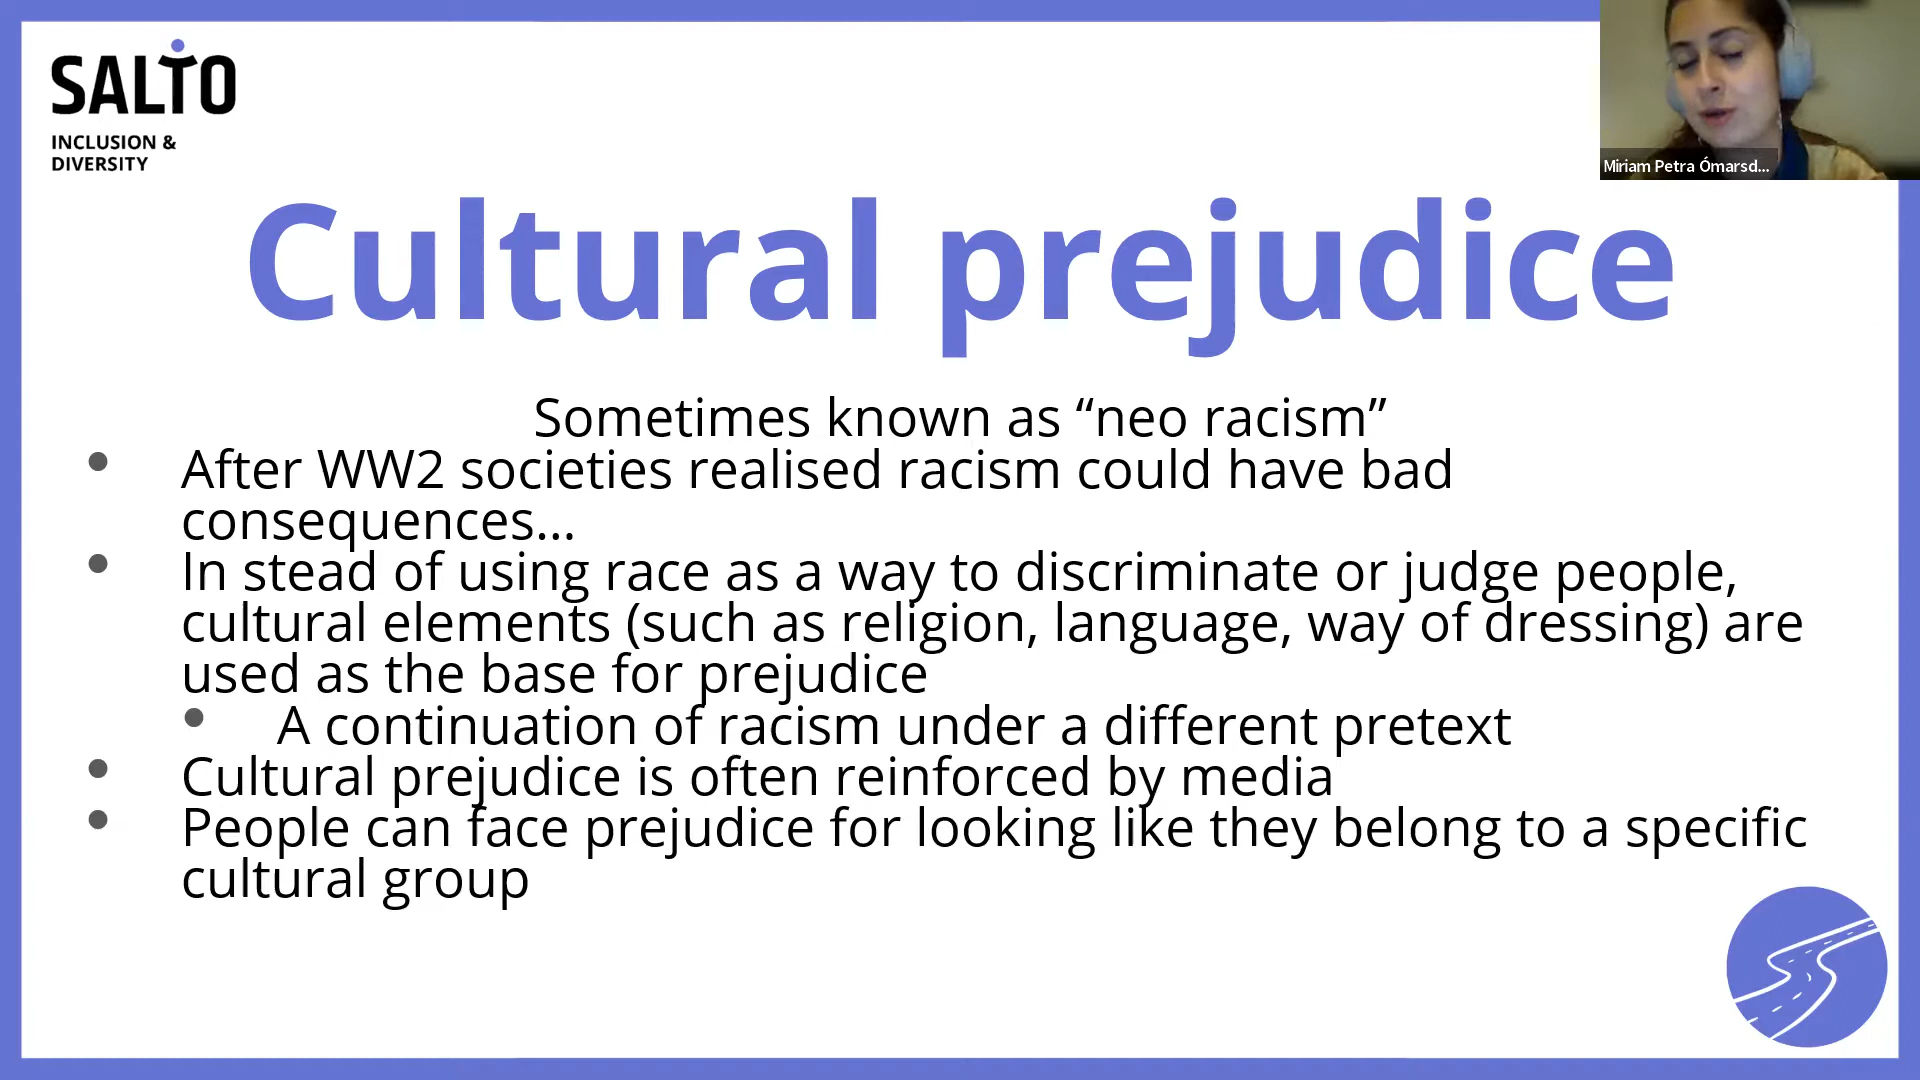 SALTO
INCLUSION &
DIVERSITY
Miriam Petra Ómarsd...
Cultural prejudice
Sometimes known as “neo racism”
• After WW2 societies realised racism could have bad
consequences...
• In stead of using race as a way to discriminate or judge people,
cultural elements (such as religion, language, way of dressing) are
used as the base for prejudice
• A continuation of racism under a different pretext
• Cultural prejudice is often reinforced by media
• People can face prejudice for looking like they belong to a specific
cultural group